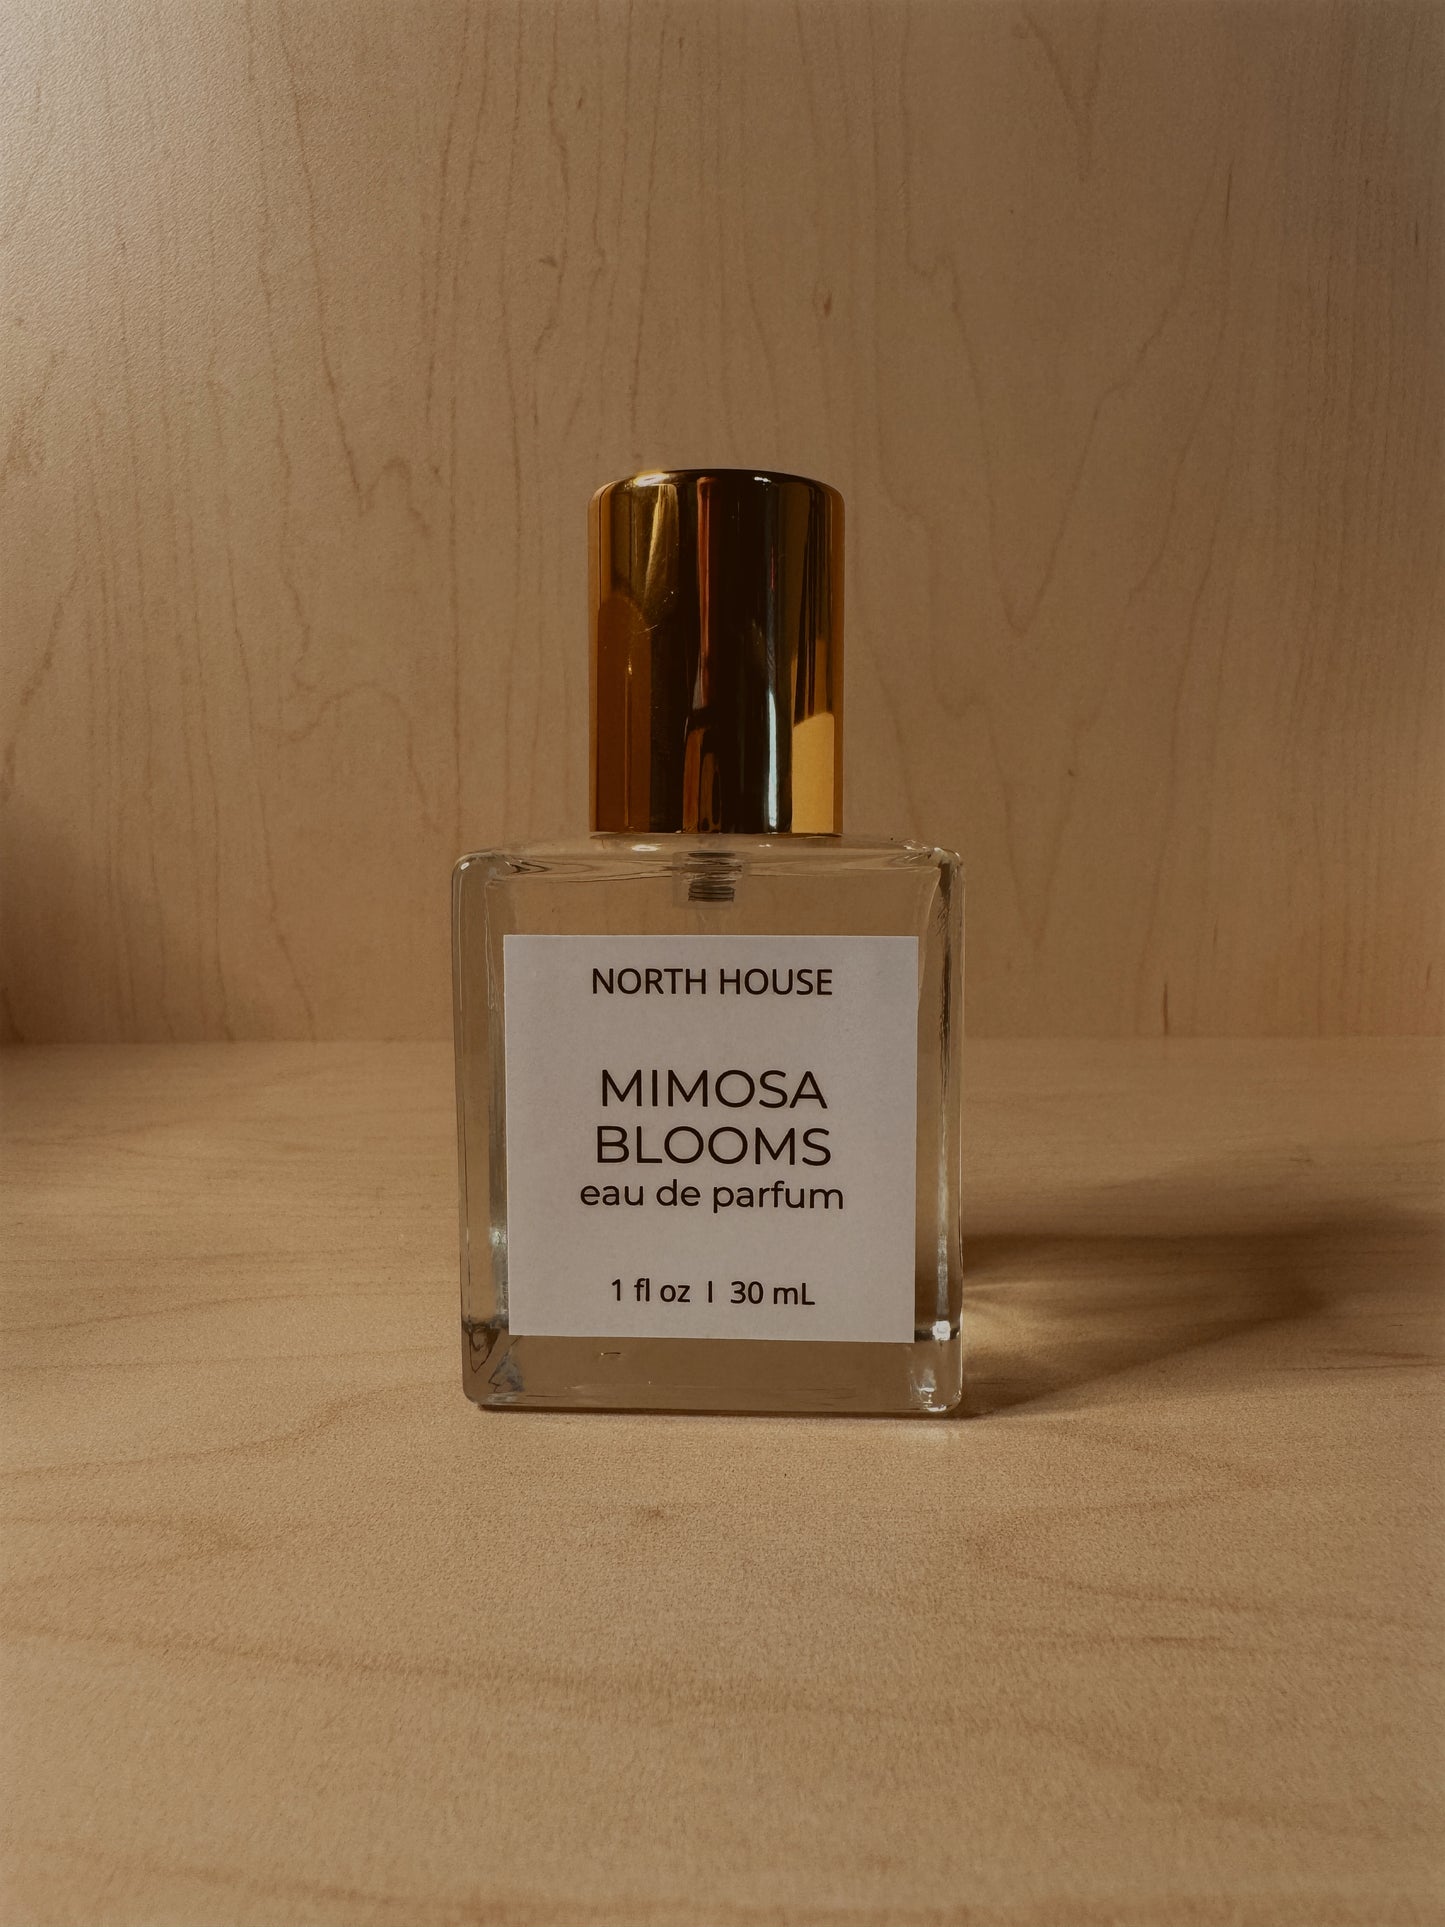 NORTH HOUSE
MIMOSA
BLOOMS
eau de parfum
1 fl oz | 30 mL